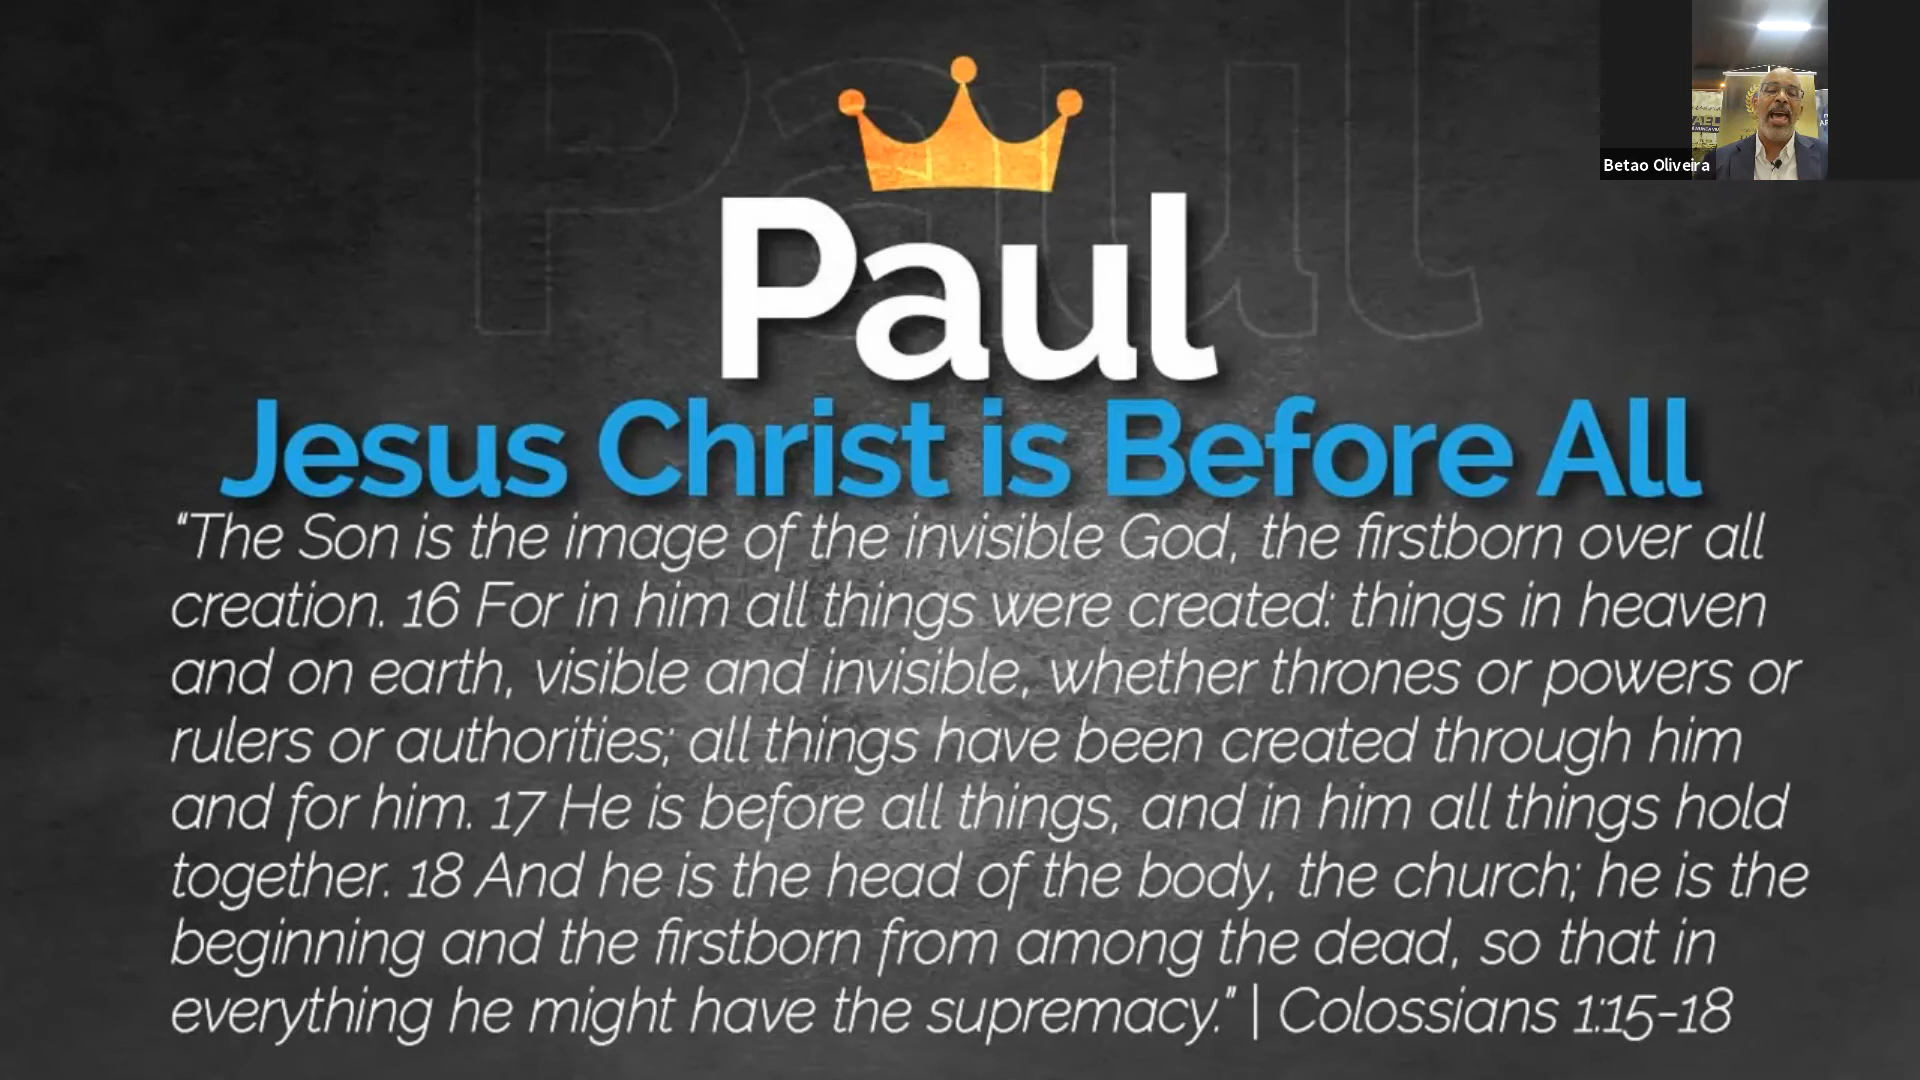 Paul
Betao Oliveira
Paul
Jesus Christ is Before All
"The Son is the image of the invisible God, the firstborn over all
creation. 16 For in him all things were created: things in heaven
and on earth, visible and invisible, whether thrones or powers or
rulers or authorities; all things have been created through him
and for him. 17 He is before all things, and in him all things hold
together. 18 And he is the head of the body, the church; he is the
beginning and the firstborn from among the dead, so that in
everything he might have the supremacy." | Colossians 1:15-18